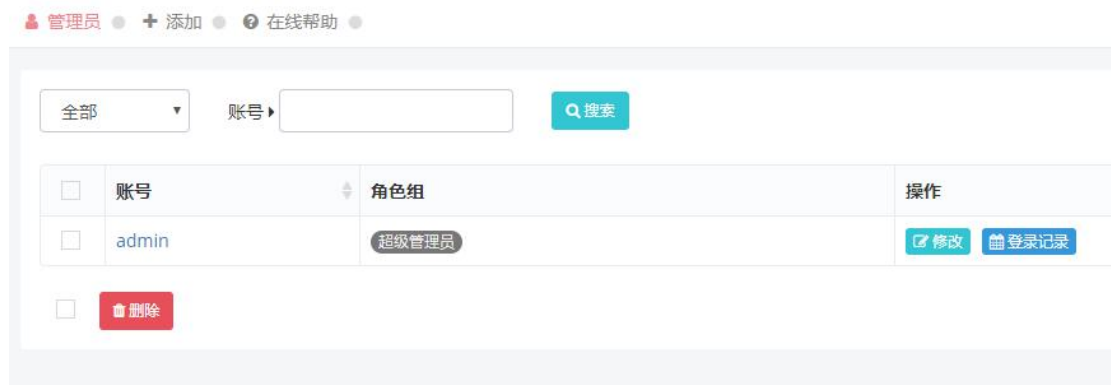 管理员 添加 在线帮助
全部 账号 搜索
账号 角色组 操作
admin 超级管理员 修改 登录记录
删除